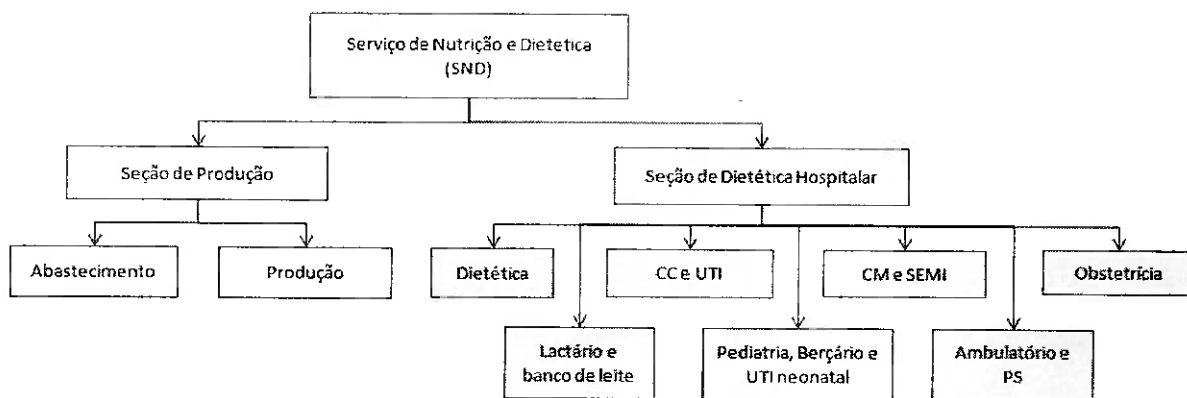 Serviço de Nutrição e Dietetica
(SND)
Seção de Produção
Seção de Dietética Hospitalar
Abastecimento
Produção
Dietética
CC e UTI
CM e SEMI
Obstetrícia
Lactário e
banco de leite
Pediatria, Berçário e
UTI neonatal
Ambulatório e
PS